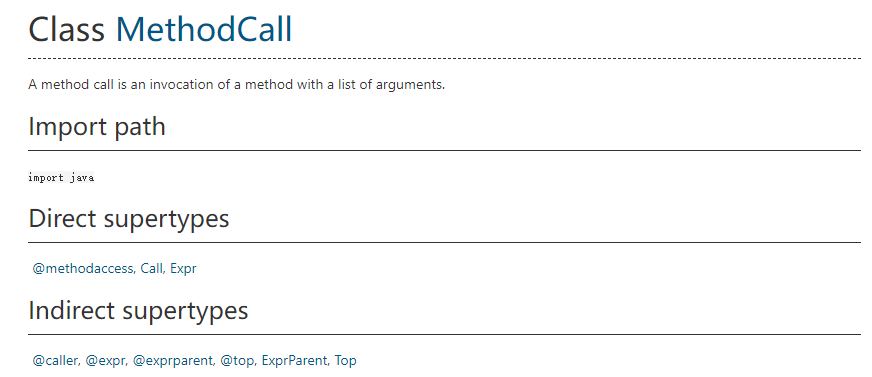 Class MethodCall
A method call is an invocation of a method with a list of arguments.
Import path
import java
Direct supertypes
@methodaccess, Call, Expr
Indirect supertypes
@caller, @expr, @exprparent, @top, ExprParent, Top